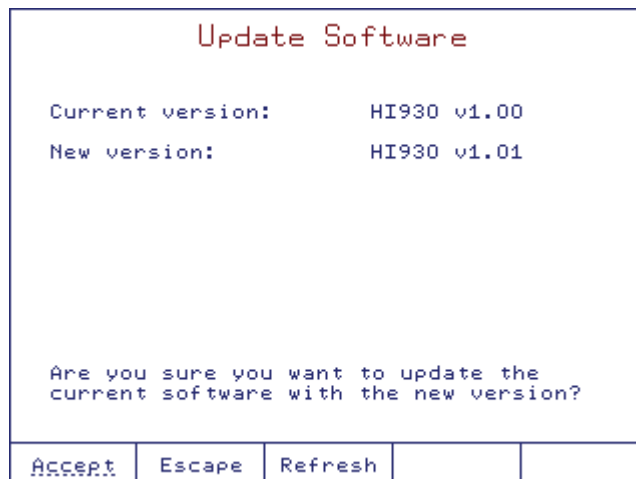 Update Software
Current version: HI930 v1.00
New version: HI930 v1.01
Are you sure you want to update the
current software with the new version?
Accept Escape Refresh